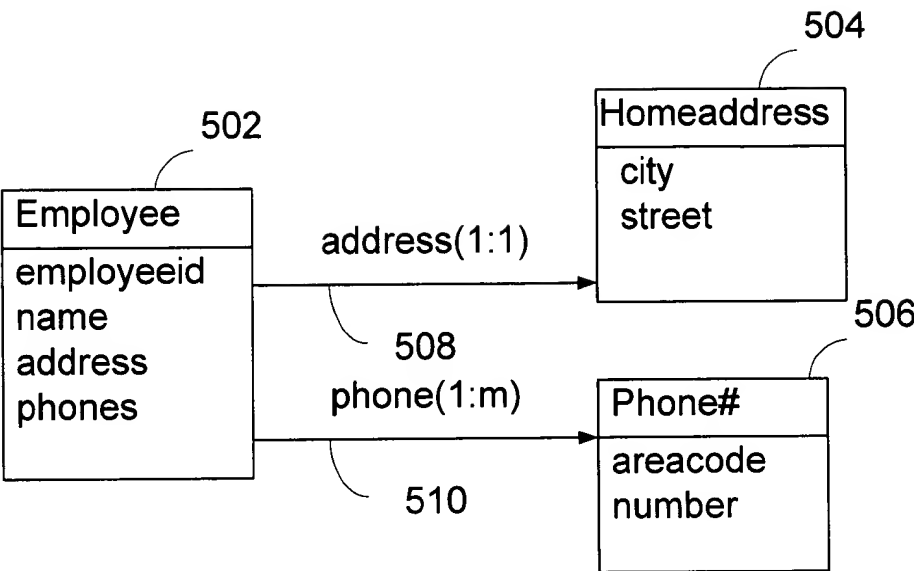 502
Employee
employeeid
name
address
phones
address(1:1)
508
phone(1:m)
510
504
Homeaddress
city
street
506
Phone#
areacode
number